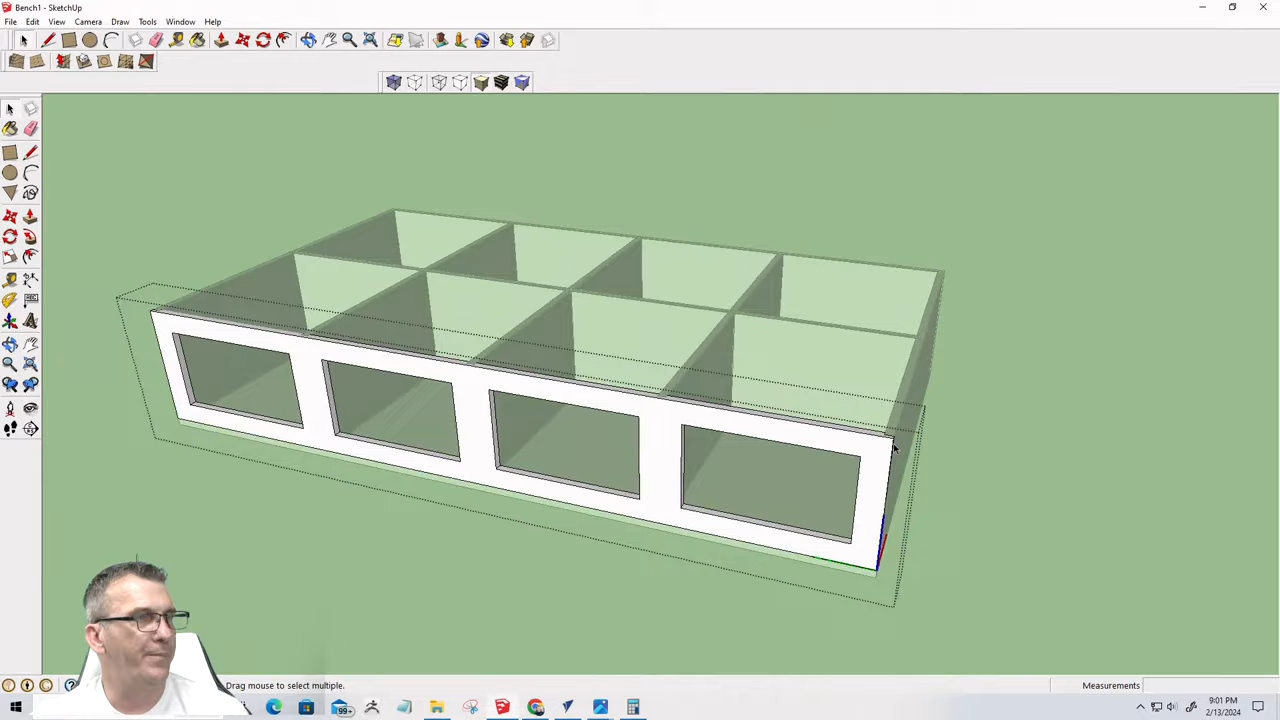 Bench1 - SketchUp
File Edit View Camera Draw Tools Window Help
Drag mouse to select multiple.
Measurements
99+
9:01 PM
2/13/2024